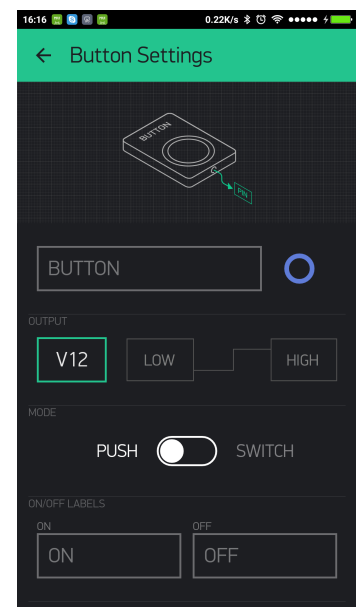 16:16 0.22K/s
Button Settings
BUTTON
PIN
BUTTON
OUTPUT
V12 LOW HIGH
MODE
PUSH SWITCH
ON/OFF LABELS
ON OFF
ON OFF